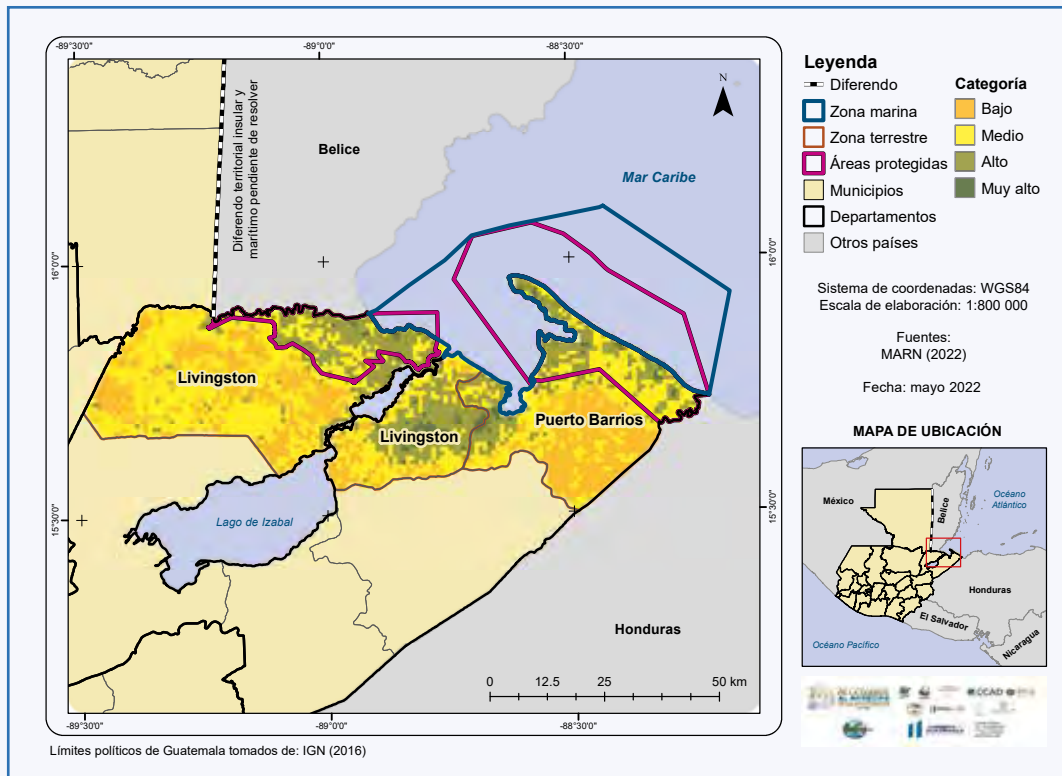 -89°30'0"
-89°0'0"
-88°30'0"
N
Diferendo territorial insular y
marítimo pendiente de resolver
Belice
Mar Caribe
16°0'0"
16°0'0"
Livingston
Livingston
Puerto Barrios
Lago de Izabal
15°30'0"
15°30'0"
Honduras
0
12.5
25
50 km
-89°30'0"
-89°0'0"
-88°30'0"
Límites políticos de Guatemala tomados de: IGN (2016)
Leyenda
Diferendo
Zona marina
Zona terrestre
Áreas protegidas
Municipios
Departamentos
Otros países
Categoría
Bajo
Medio
Alto
Muy alto
Sistema de coordenadas: WGS84
Escala de elaboración: 1:800 000
Fuentes:
MARN (2022)
Fecha: mayo 2022
MAPA DE UBICACIÓN
México
Belice
Océano
Atlántico
Honduras
El Salvador
Nicaragua
Océano Pacífico
CCAD